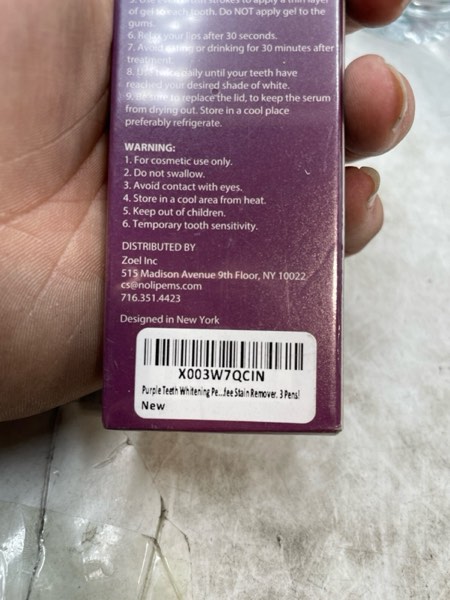 of gel to each tooth. Do NOT apply gel to the
gums.
6. Relax your lips after 30 seconds.
7. Avoid eating or drinking for 30 minutes after
treatment.
8. Use daily until your teeth have
reached your desired shade of white.
9. Be sure to replace the lid, to keep the serum
from drying out. Store in a cool place
preferably refrigerate.
WARNING:
1. For cosmetic use only.
2. Do not swallow.
3. Avoid contact with eyes.
4. Store in a cool area from heat.
5. Keep out of children.
6. Temporary tooth sensitivity.
DISTRIBUTED BY
Zoel Inc
515 Madison Avenue 9th Floor, NY 10022
cs@nolipems.com
716.351.4423
Designed in New York
X003W7QCIN
Purple Teeth Whitening Pe...fee Stain Remover, 3 Pens!
New